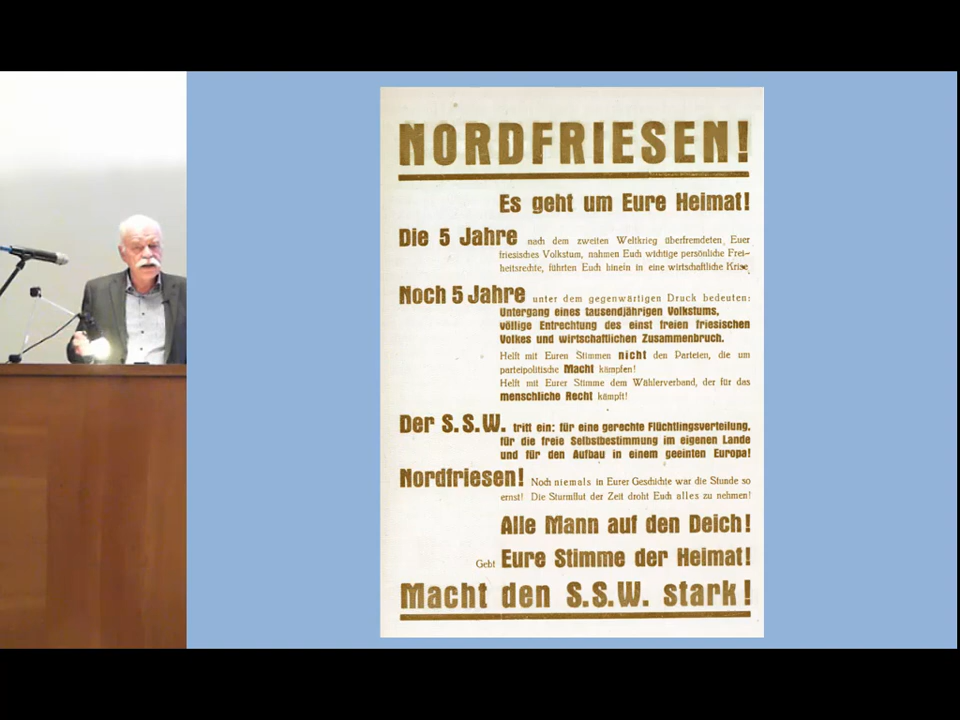 NORDFRIESEN!
Es geht um Eure Heimat!
Die 5 Jahre nach dem zweiten Weltkrieg überfremdeten Euer
friesisches Volkstum, nahmen Euch wichtige persönliche Frei-
heitsrechte, führten Euch hinein in eine wirtschaftliche Krise.
Noch 5 Jahre unter dem gegenwärtigen Druck bedeuten:
Untergang eines tausendjährigen Volkstums,
völlige Entrechtung des einst freien friesischen
Volkes und wirtschaftlichen Zusammenbruch.
Helft mit Euren Stimmen nicht den Parteien, die um
parteipolitische Macht kämpfen!
Helft mit Eurer Stimme dem Wählerverband, der für das
menschliche Recht kämpft!
Der S.S.W. tritt ein: für eine gerechte Flüchtlingsverteilung,
für die freie Selbstbestimmung im eigenen Lande
und für den Aufbau in einem geeinten Europa!
Nordfriesen! Noch niemals in Eurer Geschichte war die Stunde so
ernst! Die Sturmflut der Zeit droht Euch alles zu nehmen!
Alle Mann auf den Deich!
Gebt Eure Stimme der Heimat!
Macht den S.S.W. stark!